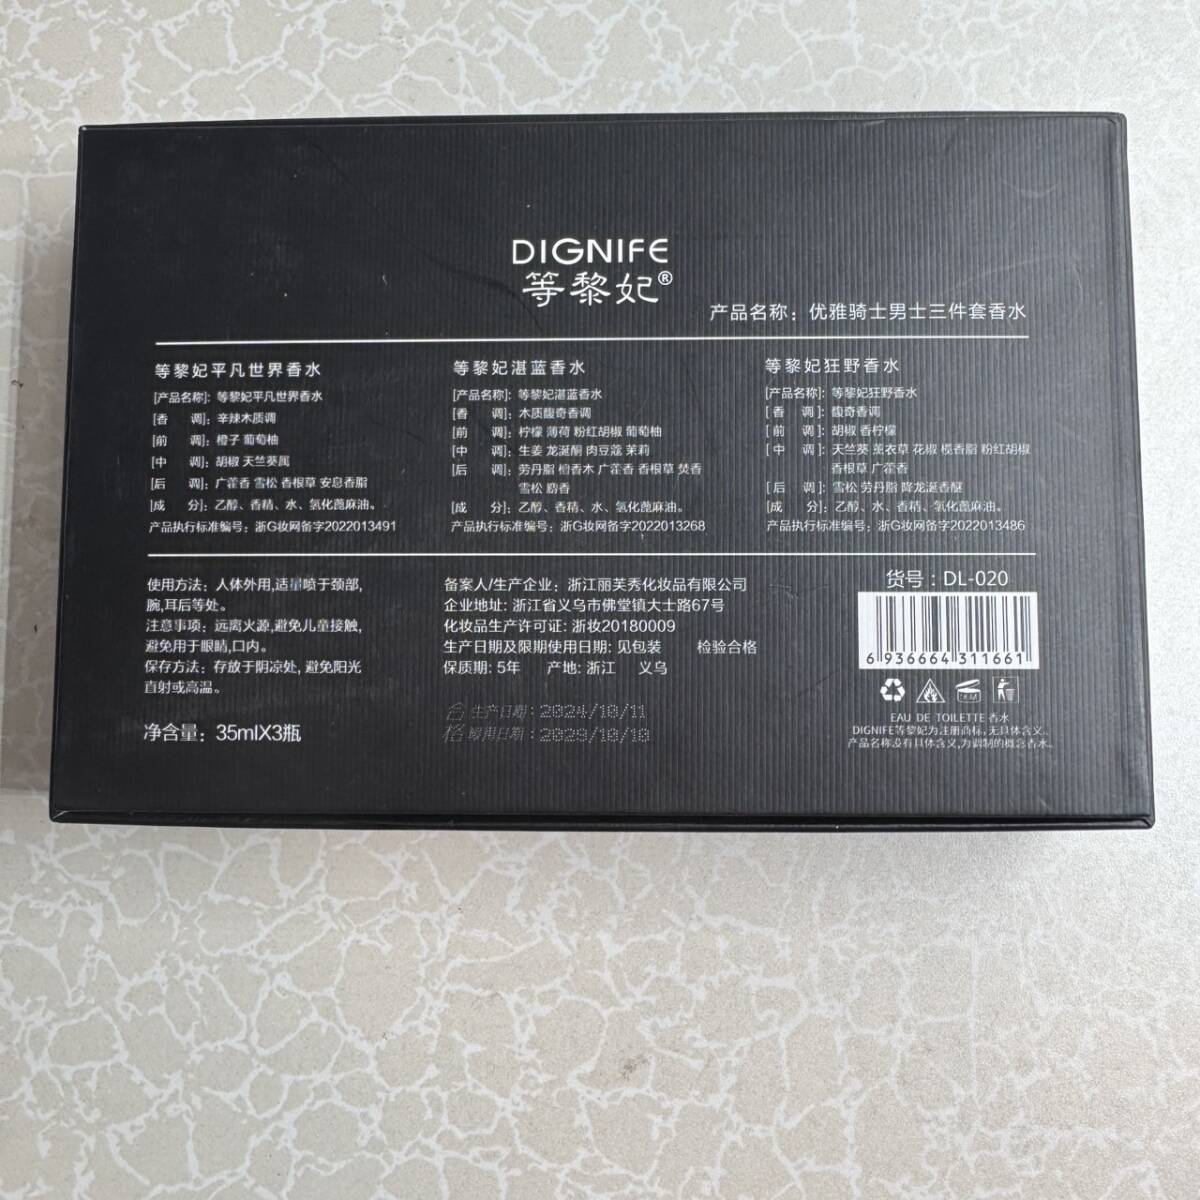 DIGNIFE
等黎妃®
产品名称：优雅骑士男士三件套香水
等黎妃平凡世界香水
[产品名称]：等黎妃平凡世界香水
[香 调]：辛辣木质调
[前 调]：橙子 葡萄柚
[中 调]：胡椒 天竺葵属
[后 调]：广藿香 雪松 香根草 安息香脂
[成 分]：乙醇、香精、水、氢化蓖麻油。
产品执行标准编号：浙G妆网备字2022013491
等黎妃湛蓝香水
[产品名称]：等黎妃湛蓝香水
[香 调]：木质馥奇香调
[前 调]：柠檬 薄荷 粉红胡椒 葡萄柚
[中 调]：生姜 龙涎酮 肉豆蔻 茉莉
[后 调]：劳丹脂 檀香木 广藿香 香根草 焚香
雪松 麝香
[成 分]：乙醇、香精、水、氢化蓖麻油。
产品执行标准编号：浙G妆网备字2022013268
等黎妃狂野香水
[产品名称]：等黎妃狂野香水
[香 调]：馥奇香调
[前 调]：胡椒 香柠檬
[中 调]：天竺葵 薰衣草 花椒 榄香脂 粉红胡椒
香根草 广藿香
[后 调]：雪松 劳丹脂 降龙涎香醚
[成 分]：乙醇、水、香精、氢化蓖麻油。
产品执行标准编号：浙G妆网备字2022013486
使用方法：人体外用,适量喷于颈部,
腕,耳后等处。
注意事项：远离火源,避免儿童接触,
避免用于眼睛,口内。
保存方法：存放于阴凉处,避免阳光
直射或高温。
净含量：35mlX3瓶
备案人/生产企业：浙江丽芙秀化妆品有限公司
企业地址：浙江省义乌市佛堂镇大士路67号
化妆品生产许可证：浙妆20180009
生产日期及限期使用日期：见包装 检验合格
保质期：5年 产地：浙江 义乌
合 生产日期：2024/10/11
格 限用日期：2029/10/10
货号：DL-020
6 936664 311661
EAU DE TOILETTE 香水
DIGNIFE等黎妃为注册商标,无具体含义。
产品名称没有具体含义,为调制的概念香水。